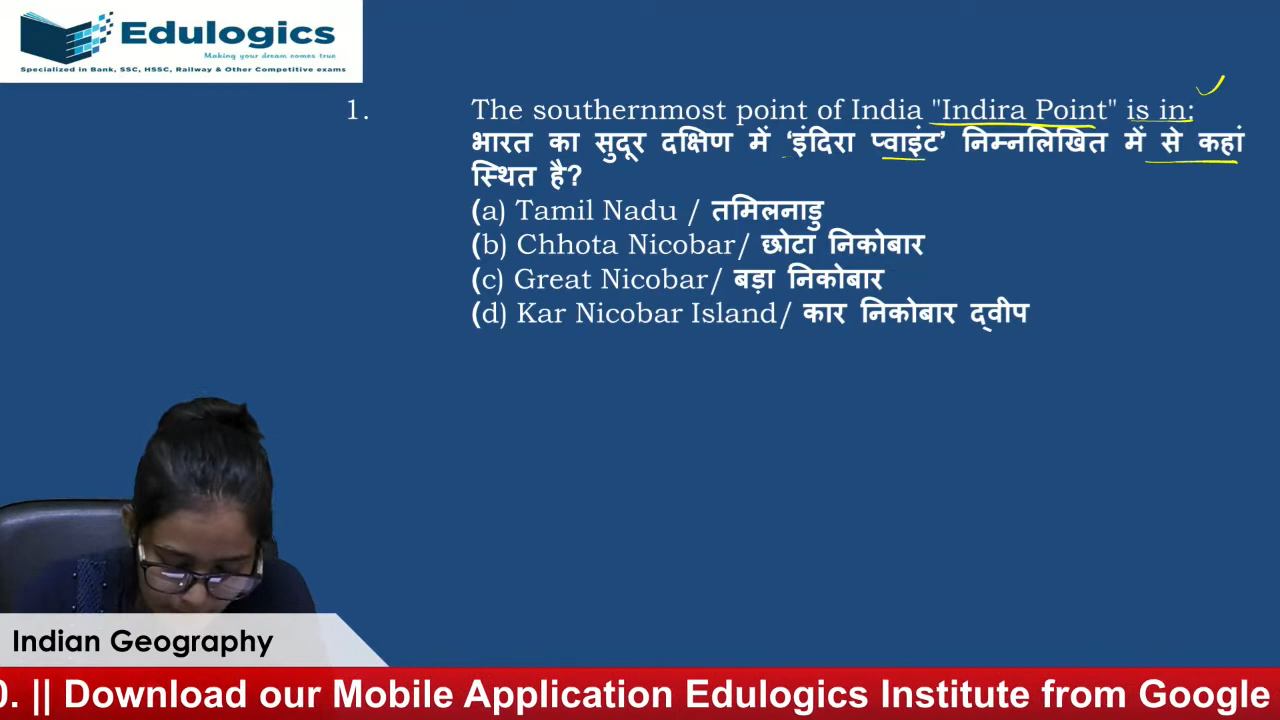 Edulogics
Making your dream comes true
Specialized in Bank, SSC, HSSC, Railway & Other Competitive exams
1. The southernmost point of India "Indira Point" is in:
भारत का सुदूर दक्षिण में ‘इंदिरा प्वाइंट’ निम्नलिखित में से कहां
स्थित है?
(a) Tamil Nadu / तमिलनाडु
(b) Chhota Nicobar/ छोटा निकोबार
(c) Great Nicobar/ बड़ा निकोबार
(d) Kar Nicobar Island/ कार निकोबार द्वीप
Indian Geography
0. || Download our Mobile Application Edulogics Institute from Google